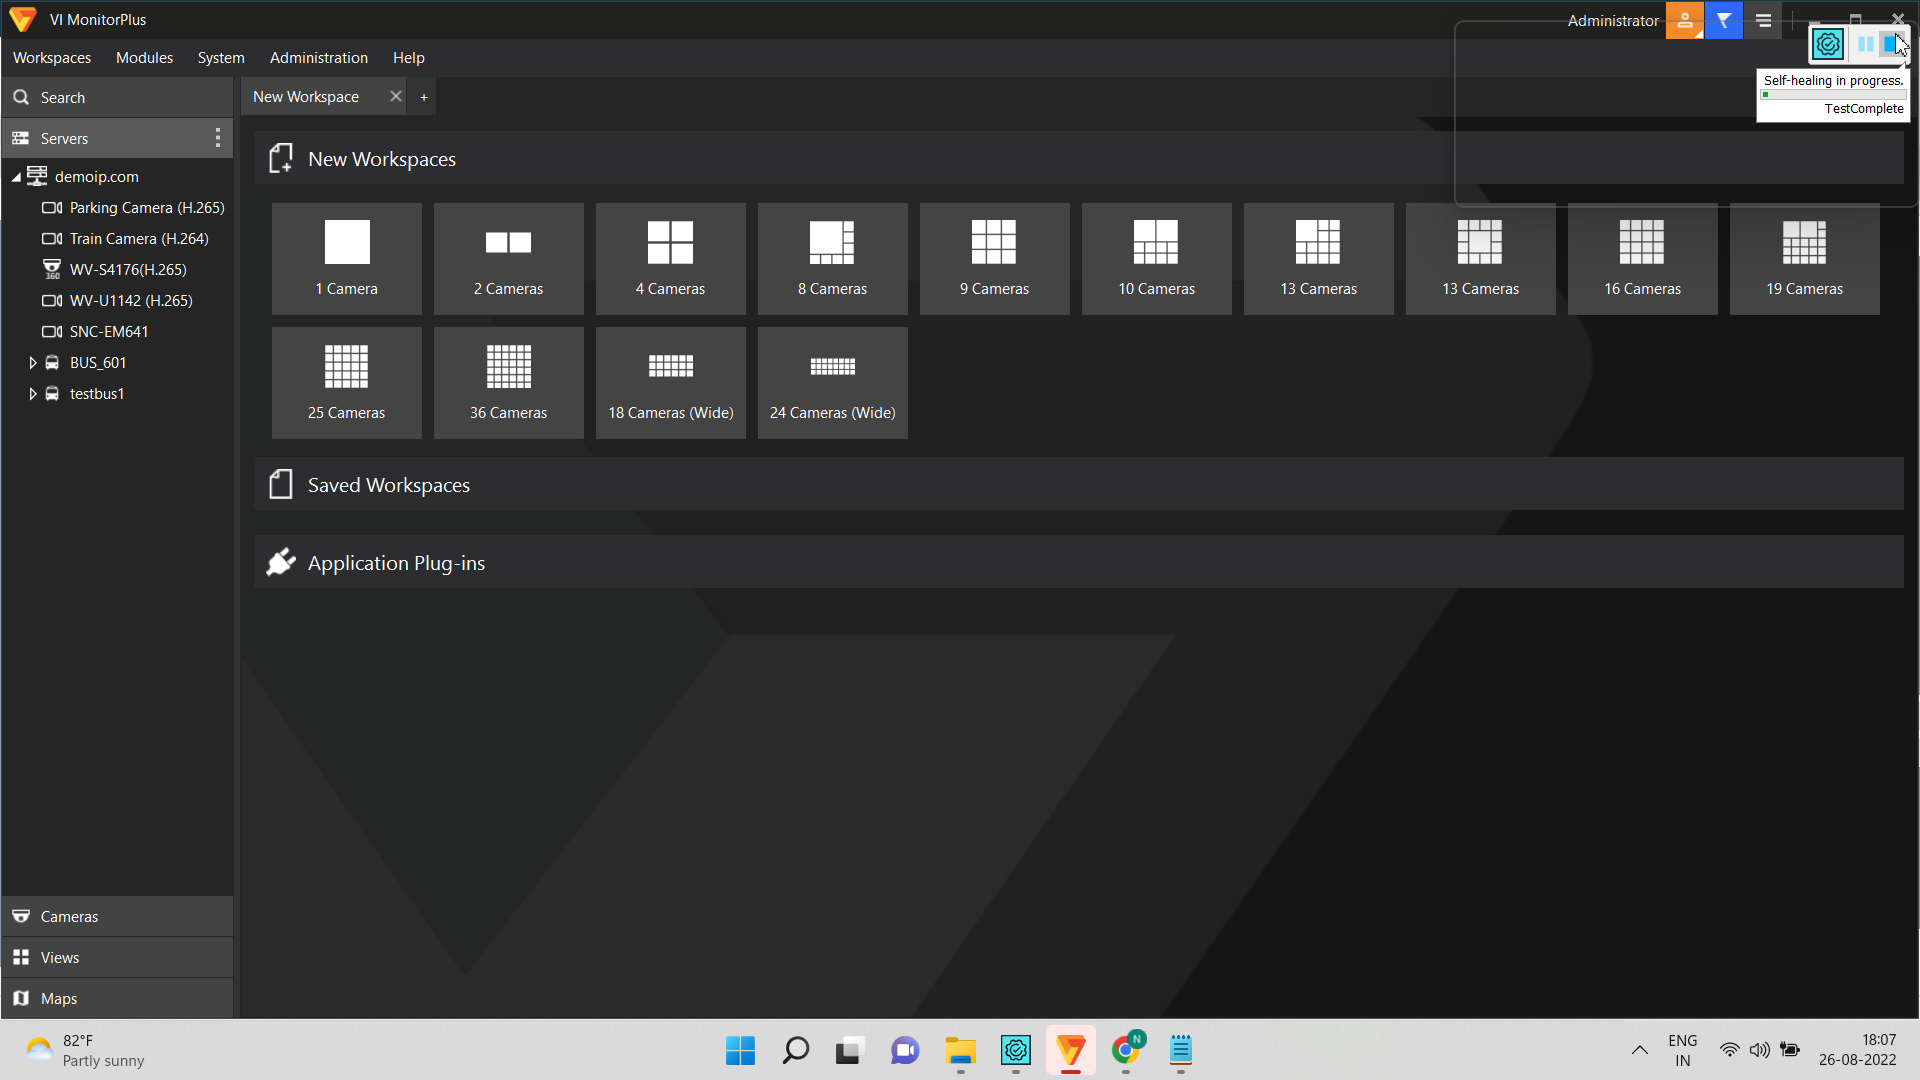 VI MonitorPlus
Administrator
Workspaces Modules System Administration Help
Self-healing in progress.
TestComplete
Search
New Workspace
+
Servers
demoip.com
Parking Camera (H.265)
Train Camera (H.264)
360
WV-S4176(H.265)
WV-U1142 (H.265)
SNC-EM641
BUS_601
testbus1
New Workspaces
1 Camera
2 Cameras
4 Cameras
8 Cameras
9 Cameras
10 Cameras
13 Cameras
13 Cameras
16 Cameras
19 Cameras
25 Cameras
36 Cameras
18 Cameras (Wide)
24 Cameras (Wide)
Saved Workspaces
Application Plug-ins
Cameras
Views
Maps
82°F
Partly sunny
N
ENG
IN
18:07
26-08-2022